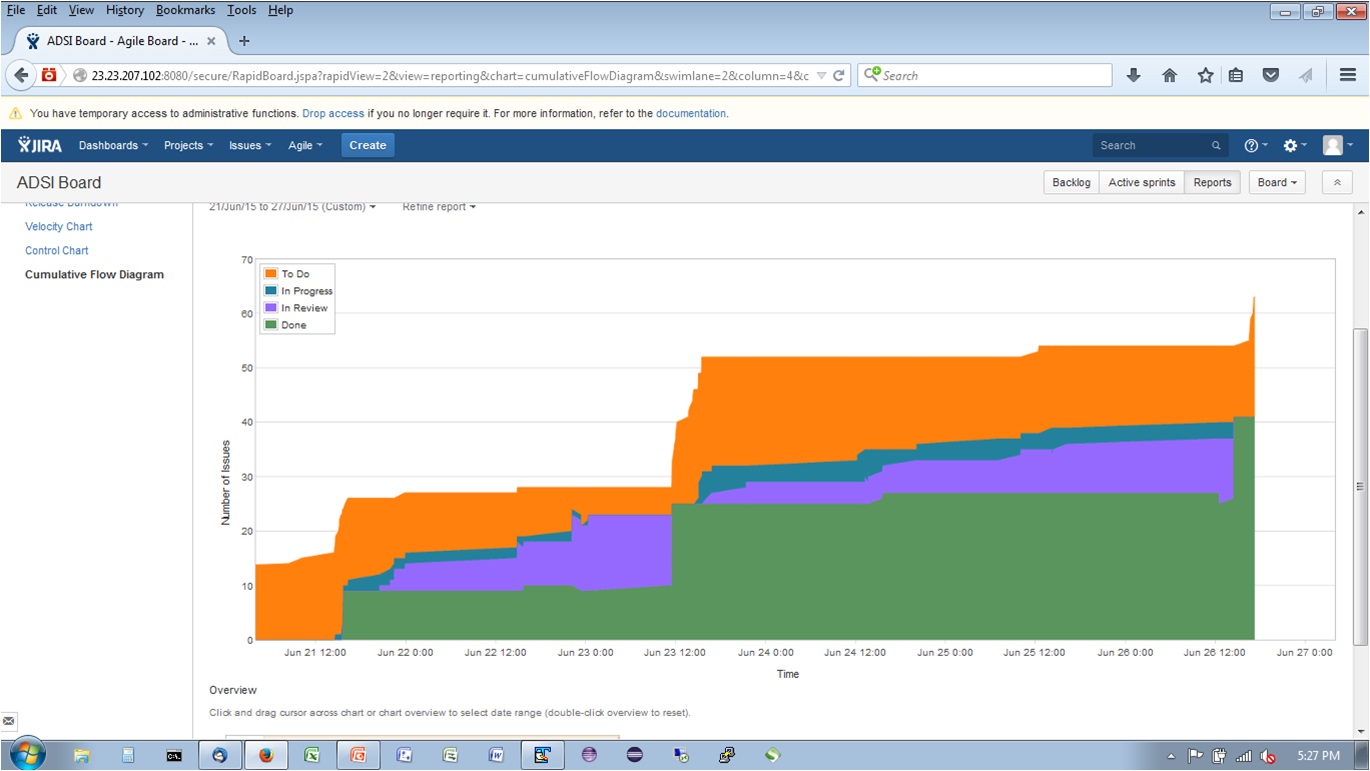 File Edit View History Bookmarks Tools Help
ADSI Board - Agile Board - ...
23.23.207.102:8080/secure/RapidBoard.jspa?rapidView=2&view=reporting&chart=cumulativeFlowDiagram&swimlane=2&column=4&c
Search
You have temporary access to administrative functions. Drop access if you no longer require it. For more information, refer to the documentation.
JIRA Dashboards Projects Issues Agile Create Search
ADSI Board Backlog Active sprints Reports Board
Release Burndown
21/Jun/15 to 27/Jun/15 (Custom) Refine report
Velocity Chart
Control Chart
Cumulative Flow Diagram
To Do
In Progress
In Review
Done
70
60
50
40
30
20
10
0
Number of Issues
Jun 21 12:00 Jun 22 0:00 Jun 22 12:00 Jun 23 0:00 Jun 23 12:00 Jun 24 0:00 Jun 24 12:00 Jun 25 0:00 Jun 25 12:00 Jun 26 0:00 Jun 26 12:00 Jun 27 0:00
Time
Overview
Click and drag cursor across chart or chart overview to select date range (double-click overview to reset).
5:27 PM